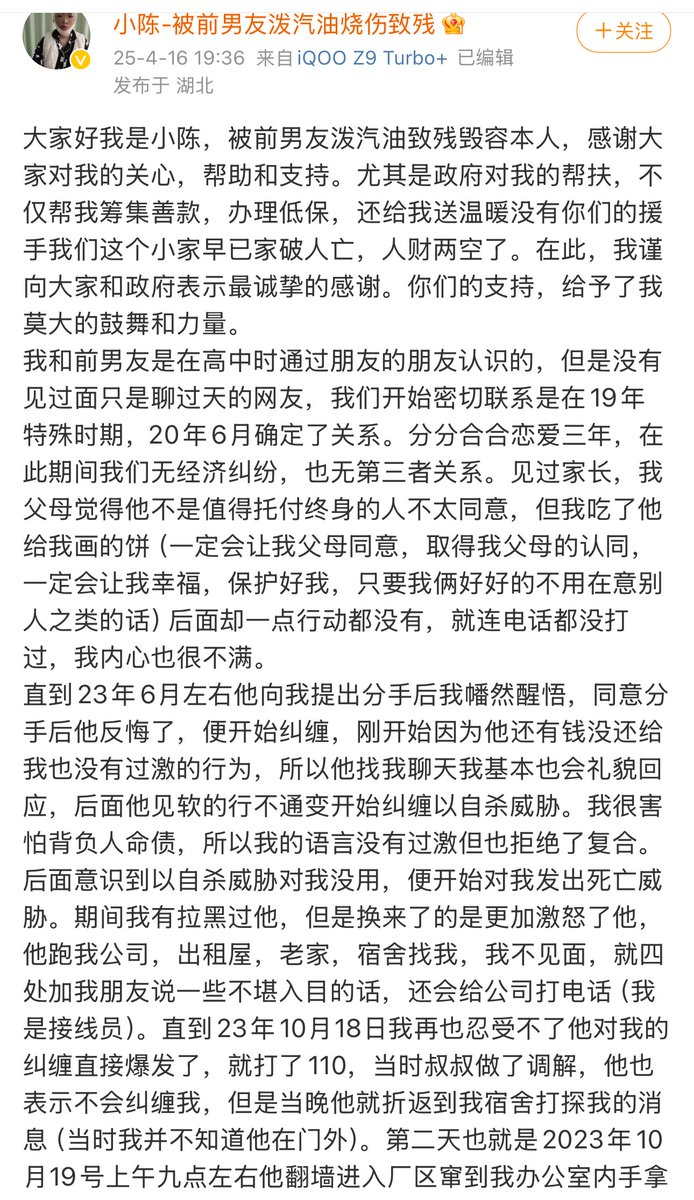 小陈-被前男友泼汽油烧伤致残
+关注
25-4-16 19:36 来自 iQOO Z9 Turbo+ 已编辑
发布于 湖北
大家好我是小陈，被前男友泼汽油致残毁容本人，感谢大
家对我的关心，帮助和支持。尤其是政府对我的帮扶，不
仅帮我筹集善款，办理低保，还给我送温暖没有你们的援
手我们这个小家早已家破人亡，人财两空了。在此，我谨
向大家和政府表示最诚挚的感谢。你们的支持，给予了我
莫大的鼓舞和力量。
我和前男友是在高中时通过朋友的朋友认识的，但是没有
见过面只是聊过天的网友，我们开始密切联系是在19年
特殊时期，20年6月确定了关系。分分合合恋爱三年，在
此期间我们无经济纠纷，也无第三者关系。见过家长，我
父母觉得他不是值得托付终身的人不太同意，但我吃了他
给我画的饼（一定会让我父母同意，取得我父母的认同，
一定会让我幸福，保护好我，只要我俩好好的不用在意别
人之类的话）后面却一点行动都没有，就连电话都没打
过，我内心也很不满。
直到23年6月左右他向我提出分手后我幡然醒悟，同意分
手后他反悔了，便开始纠缠，刚开始因为他还有钱没还给
我也没有过激的行为，所以他找我聊天我基本也会礼貌回
应，后面他见软的行不通变开始纠缠以自杀威胁。我很害
怕背负人命债，所以我的语言没有过激但也拒绝了复合。
后面意识到以自杀威胁对我没用，便开始对我发出死亡威
胁。期间我有拉黑过他，但是换来了的是更加激怒了他，
他跑我公司，出租屋，老家，宿舍找我，我不见面，就四
处加我朋友说一些不堪入目的话，还会给公司打电话（我
是接线员）。直到23年10月18日我再也忍受不了他对我的
纠缠直接爆发了，就打了110，当时叔叔做了调解，他也
表示不会纠缠我，但是当晚他就折返到我宿舍打探我的消
息（当时我并不知道他在门外）。第二天也就是2023年10
月19号上午九点左右他翻墙进入厂区窜到我办公室内手拿